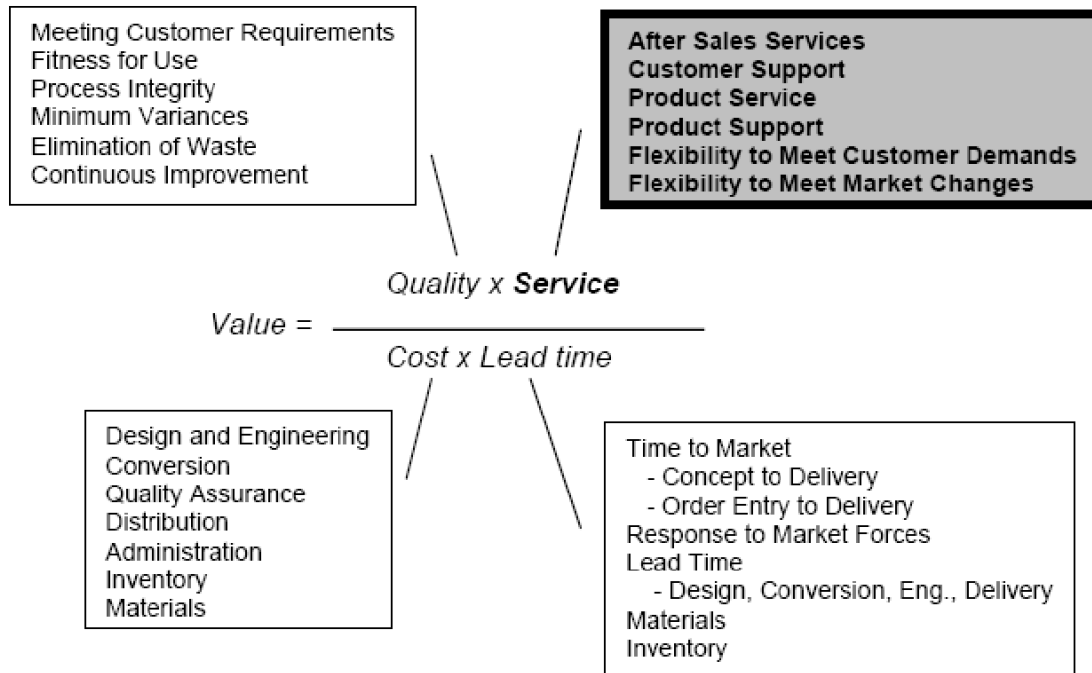 Meeting Customer Requirements
Fitness for Use
Process Integrity
Minimum Variances
Elimination of Waste
Continuous Improvement
After Sales Services
Customer Support
Product Service
Product Support
Flexibility to Meet Customer Demands
Flexibility to Meet Market Changes
Quality x Service
Value =
Cost x Lead time
Design and Engineering
Conversion
Quality Assurance
Distribution
Administration
Inventory
Materials
Time to Market
- Concept to Delivery
- Order Entry to Delivery
Response to Market Forces
Lead Time
- Design, Conversion, Eng., Delivery
Materials
Inventory